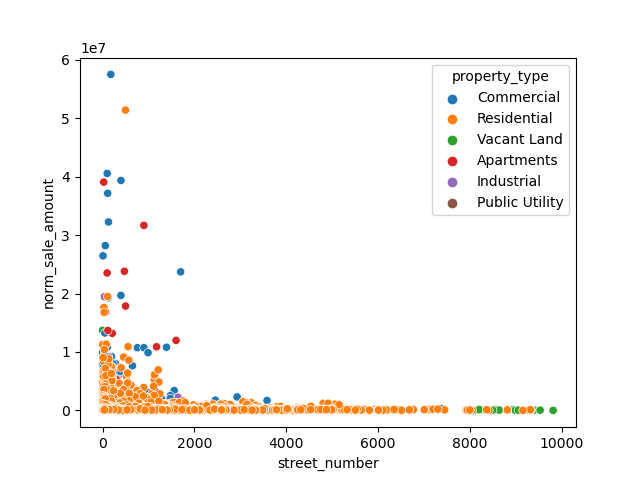 1e7
6
5
4
3
2
1
0
norm_sale_amount
0 2000 4000 6000 8000 10000
street_number
property_type
Commercial
Residential
Vacant Land
Apartments
Industrial
Public Utility